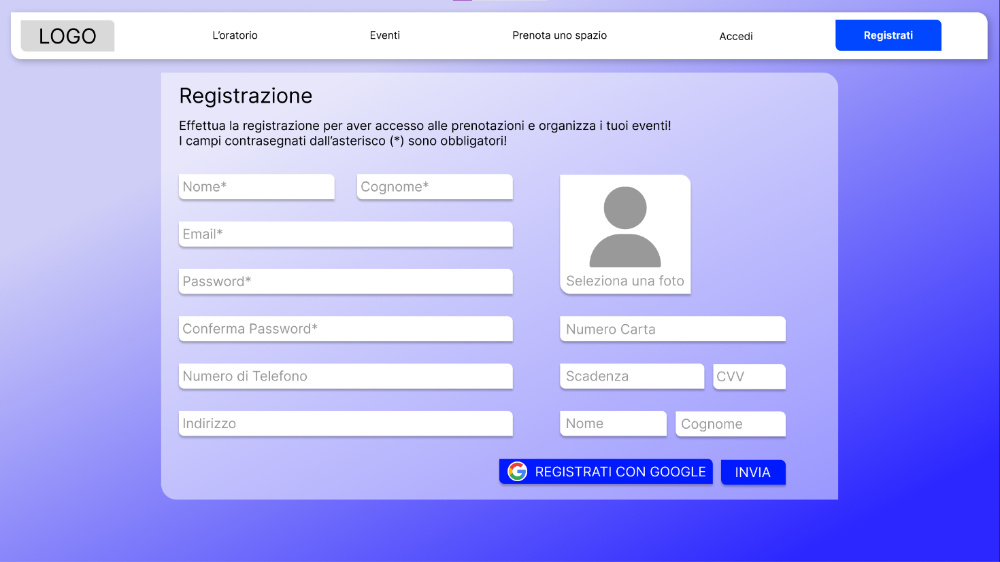 LOGO
L'oratorio
Eventi
Prenota uno spazio
Accedi
Registrati
Registrazione
Effettua la registrazione per aver accesso alle prenotazioni e organizza i tuoi eventi!
I campi contrasegnati dall'asterisco (*) sono obbligatori!
Nome*
Cognome*
Email*
Password*
Conferma Password*
Numero di Telefono
Indirizzo
Seleziona una foto
Numero Carta
Scadenza
CVV
Nome
Cognome
REGISTRATI CON GOOGLE
INVIA